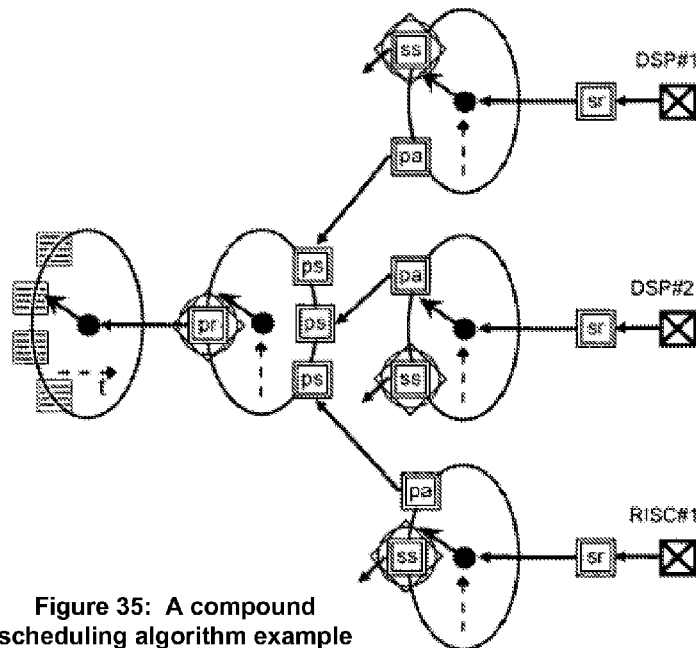 ss
DSP#1
sr
pa
ps
pa
DSP#2
pr
ps
sr
t
ps
ss
pa
RISC#1
ss
sr
Figure 35: A compound
scheduling algorithm example